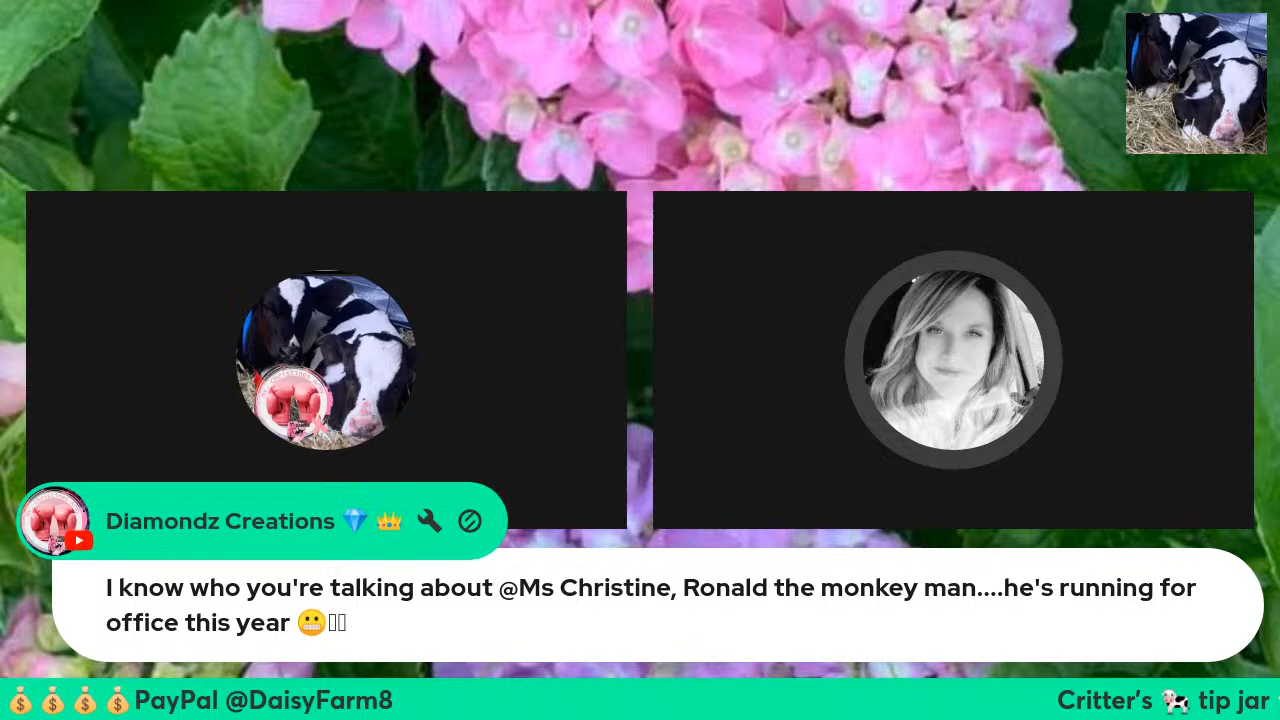 Diamondz Creations 💎 👑
I know who you're talking about @Ms Christine, Ronald the monkey man....he's running for
office this year 😬
💰💰💰💰PayPal @DaisyFarm8
Critter's 🐄 tip jar